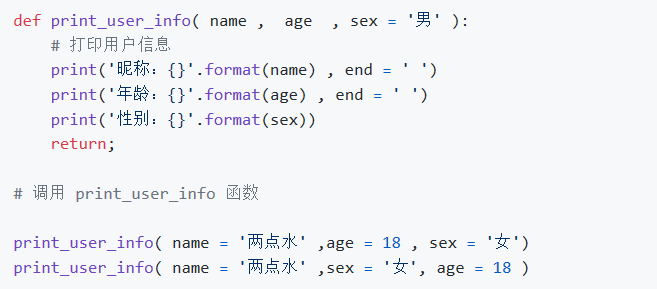 def print_user_info( name ,  age  , sex = '男' ):
    # 打印用户信息
    print('昵称：{}'.format(name) , end = ' ')
    print('年龄：{}'.format(age) , end = ' ')
    print('性别：{}'.format(sex))
    return;
# 调用 print_user_info 函数
print_user_info( name = '两点水' ,age = 18 , sex = '女')
print_user_info( name = '两点水' ,sex = '女', age = 18 )